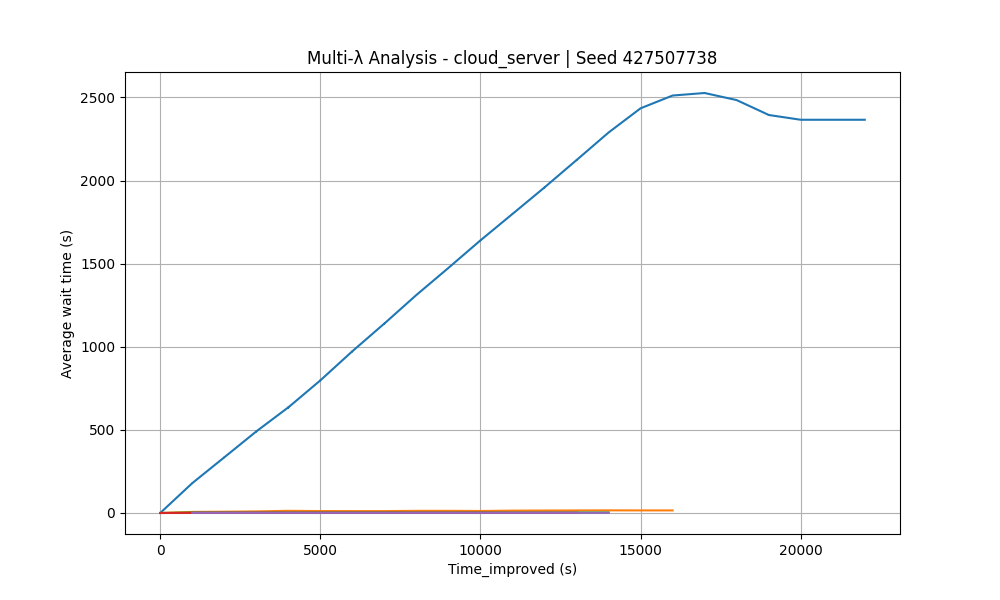 Multi-λ Analysis - cloud_server | Seed 427507738
2500
2000
1500
1000
500
0
Average wait time (s)
0 5000 10000 15000 20000
Time_improved (s)